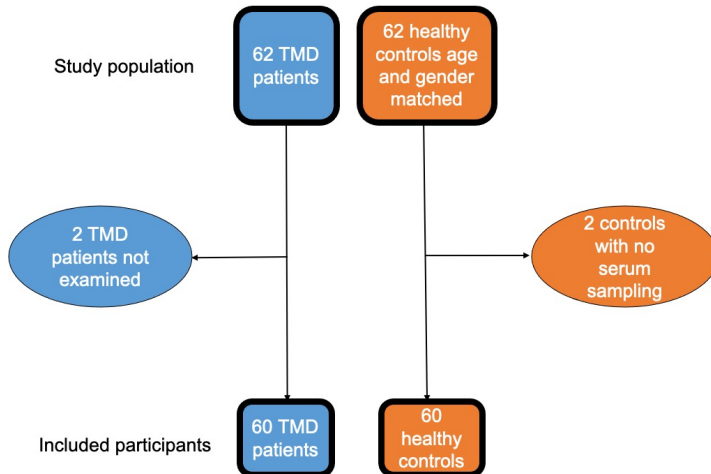 Study population
62 TMD
patients
62 healthy
controls age
and gender
matched
2 TMD
patients not
examined
2 controls
with no
serum
sampling
Included participants
60 TMD
patients
60
healthy
controls